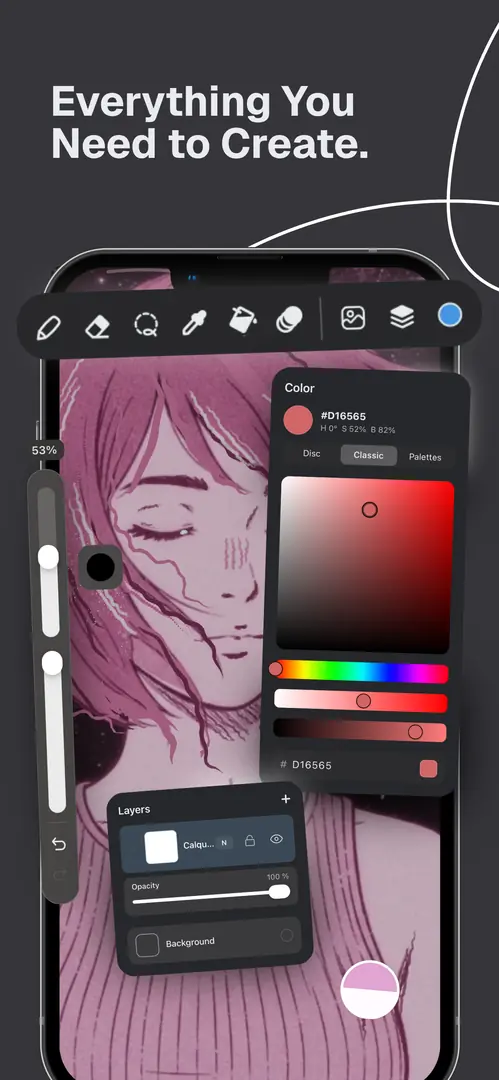 Everything You
Need to Create.
53%
Color
#D16565
H 0° S 52% B 82%
Disc
Classic
Palettes
# D16565
Layers
+
Calqu... N
Opacity
100 %
Background